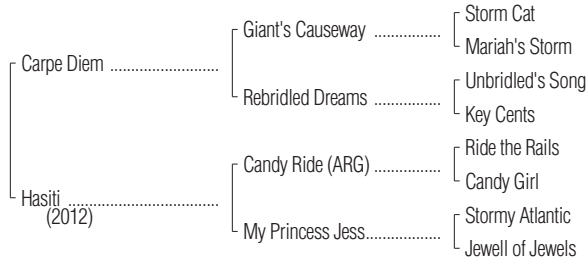 Carpe Diem ........................
Hasiti ..................................
(2012)
Giant's Causeway .................
Rebridled Dreams .................
Candy Ride (ARG) .................
My Princess Jess...................
Storm Cat
Mariah's Storm
Unbridled's Song
Key Cents
Ride the Rails
Candy Girl
Stormy Atlantic
Jewell of Jewels